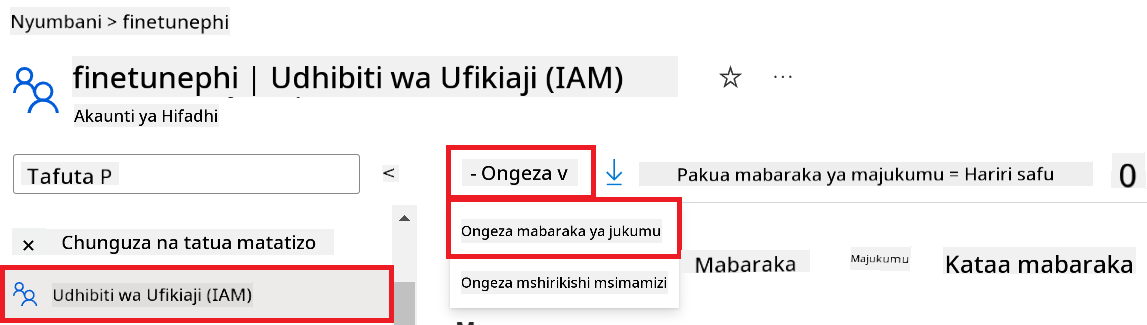 Nyumbani > finetunephi
finetunephi | Udhibiti wa Ufikiaji (IAM)
Akaunti ya Hifadhi
Tafuta P
<
- Ongeza v
Pakua mabaraka ya majukumu = Hariri safu
0
× Chunguza na tatua matatizo
Ongeza mabaraka ya jukumu
Mabaraka
Majukumu
Kataa mabaraka
Udhibiti wa Ufikiaji (IAM)
Ongeza mshirikishi msimamizi